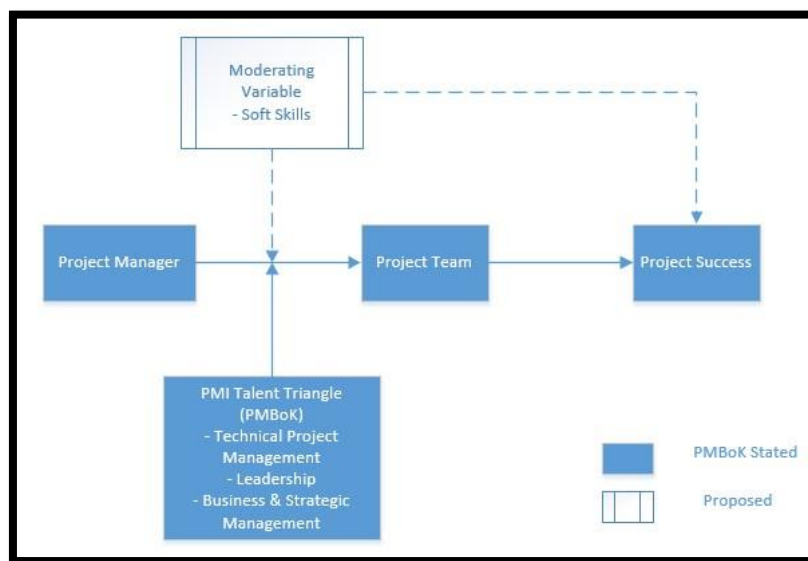 Moderating
Variable
- Soft Skills
Project Manager
Project Team
Project Success
PMI Talent Triangle
(PMBoK)
- Technical Project
Management
- Leadership
- Business & Strategic
Management
PMBoK Stated
Proposed